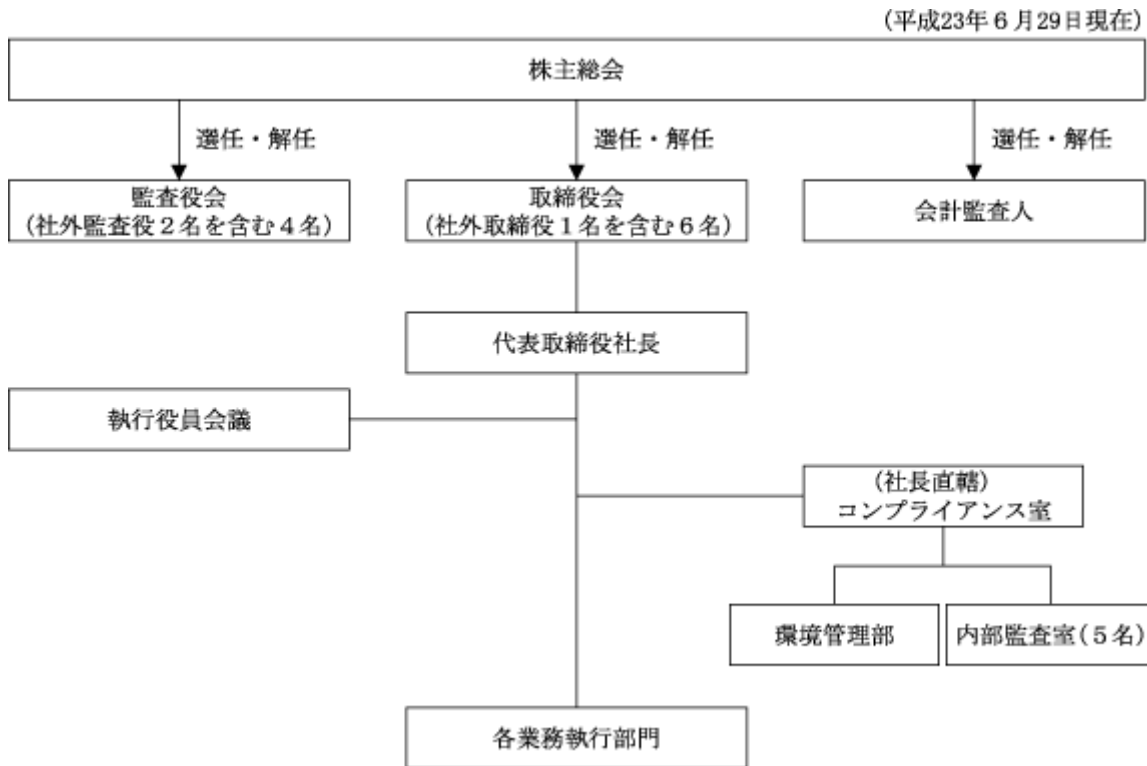 (平成23年6月29日現在)
株主総会
選任・解任
選任・解任
選任・解任
監査役会
(社外監査役2名を含む4名)
取締役会
(社外取締役1名を含む6名)
会計監査人
代表取締役社長
執行役員会議
(社長直轄)
コンプライアンス室
環境管理部
内部監査室(5名)
各業務執行部門